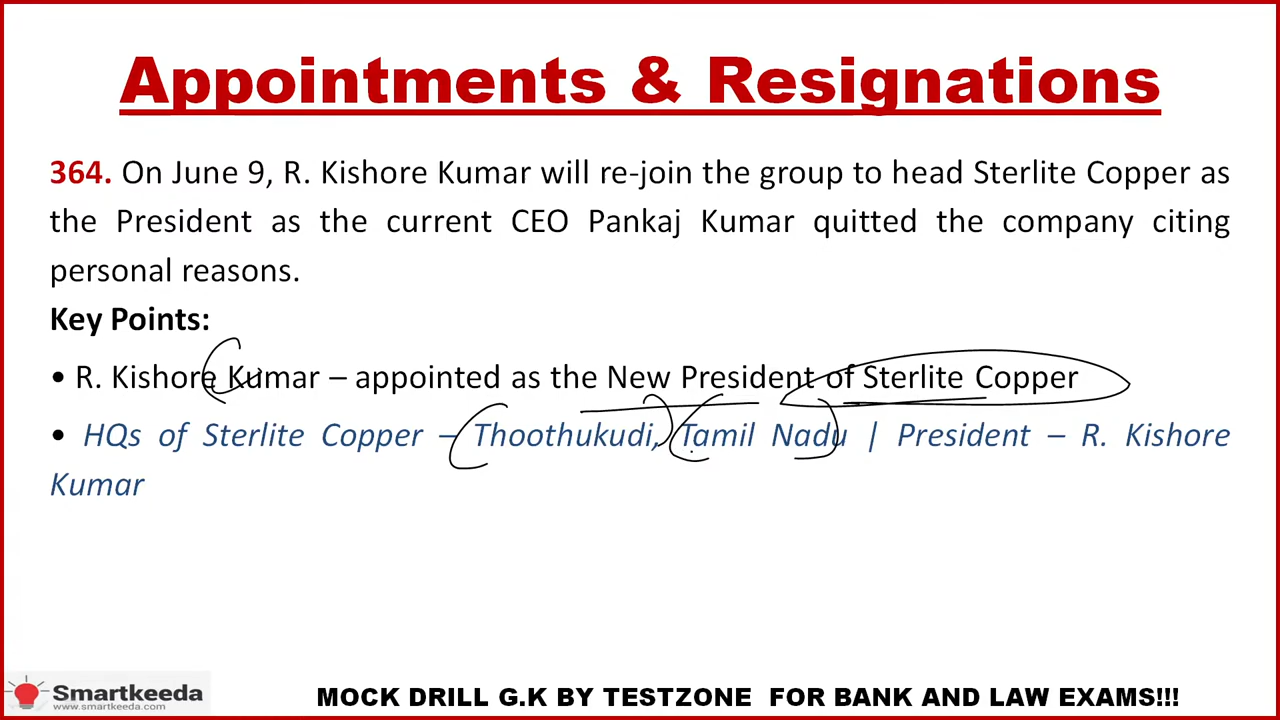 Appointments & Resignations
364. On June 9, R. Kishore Kumar will re-join the group to head Sterlite Copper as
the President as the current CEO Pankaj Kumar quitted the company citing
personal reasons.
Key Points:
• R. Kishore Kumar – appointed as the New President of Sterlite Copper
• HQs of Sterlite Copper – Thoothukudi, Tamil Nadu | President – R. Kishore
Kumar
Smartkeeda
www.smartkeeda.com
MOCK DRILL G.K BY TESTZONE FOR BANK AND LAW EXAMS!!!